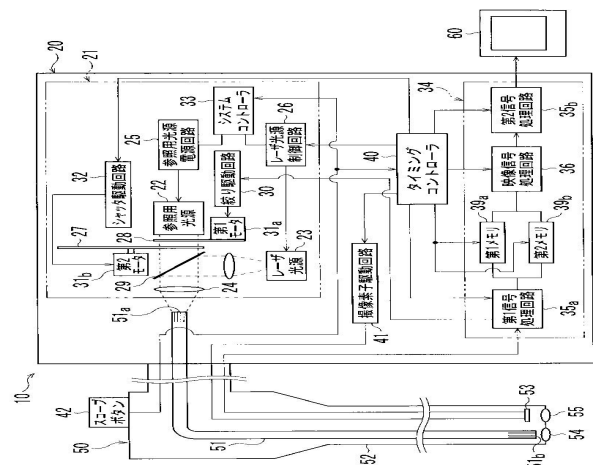 10
20
21
32
シャッタ駆動回路
25
参照用光源
電源回路
33
システム
コントローラ
27
22
参照用
光源
28
30
絞り駆動回路
26
レーザ光源
制御回路
31b
第2
モータ
29
31a
第1
モータ
23
レーザ
光源
24
51a
40
タイミング
コントローラ
41
撮像素子駆動回路
34
60
35a
第1信号
処理回路
39a
第1メモリ
39b
第2メモリ
36
映像信号
処理回路
35b
第2信号
処理回路
42
スコープ
ボタン
50
51
52
53
54
55
51b